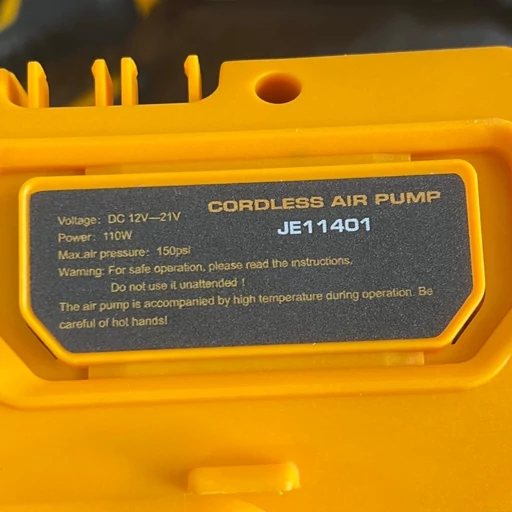 CORDLESS AIR PUMP
JE11401
Voltage: DC 12V—21V
Power: 110W
Max.air pressure: 150psi
Warning: For safe operation, please read the instructions.
Do not use it unattended !
The air pump is accompanied by high temperature during operation. Be
careful of hot hands!